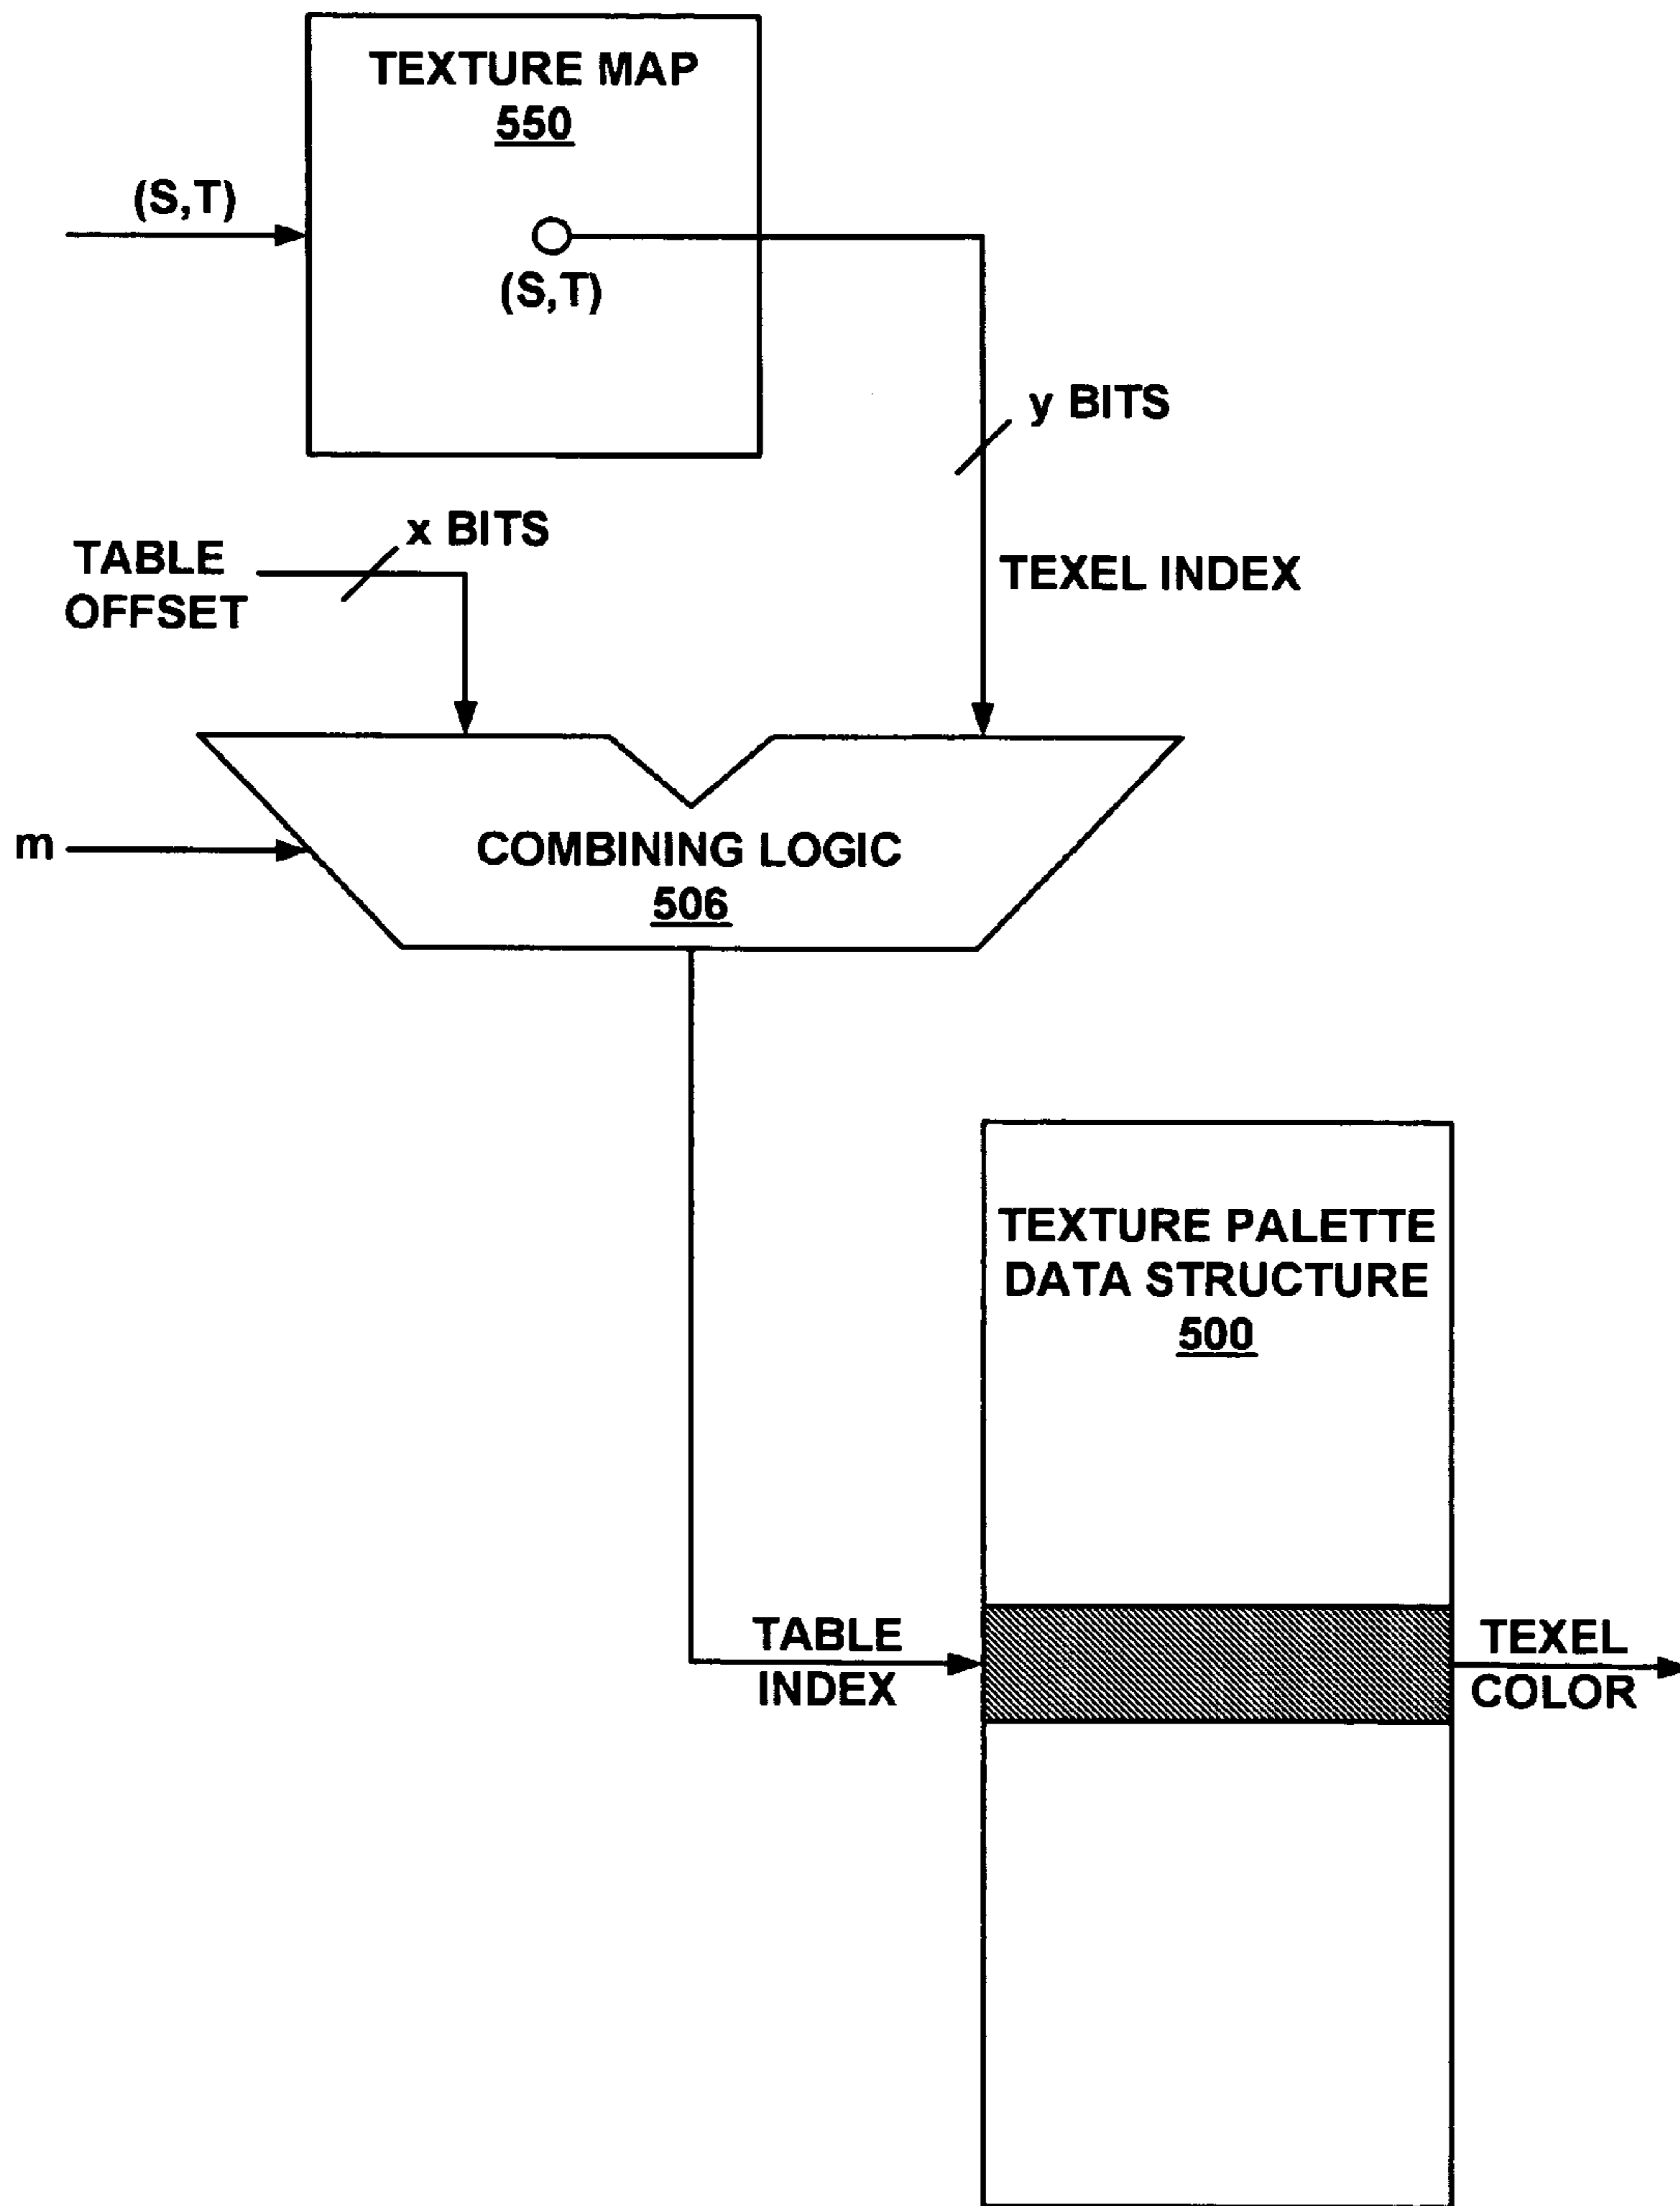 TEXTURE MAP
550
(S,T)
(S,T)
y BITS
x BITS
TABLE
OFFSET
TEXEL INDEX
m
COMBINING LOGIC
506
TEXTURE PALETTE
DATA STRUCTURE
500
TABLE
INDEX
TEXEL
COLOR